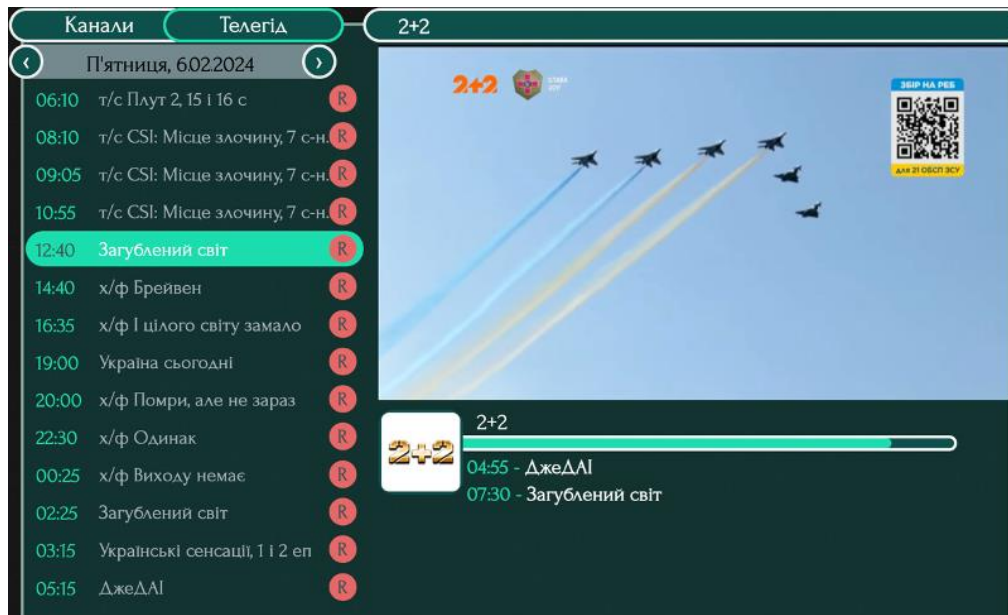 Канали
Телегід
2+2
П'ятниця, 6.02.2024
06:10 т/с Плут 2, 15 і 16 с R
08:10 т/с CSI: Місце злочину, 7 с-н. R
09:05 т/с CSI: Місце злочину, 7 с-н. R
10:55 т/с CSI: Місце злочину, 7 с-н. R
12:40 Загублений світ R
14:40 х/ф Брейвен R
16:35 х/ф І цілого світу замало R
19:00 Україна сьогодні R
20:00 х/ф Помри, але не зараз R
22:30 х/ф Одинак R
00:25 х/ф Виходу немає R
02:25 Загублений світ R
03:15 Українські сенсації, 1 і 2 еп R
05:15 ДжеДАІ R
2+2
ЗБІР НА РЕБ
ДЛЯ 21 ОБСП ЗСУ
2+2
2+2
04:55 - ДжеДАІ
07:30 - Загублений світ